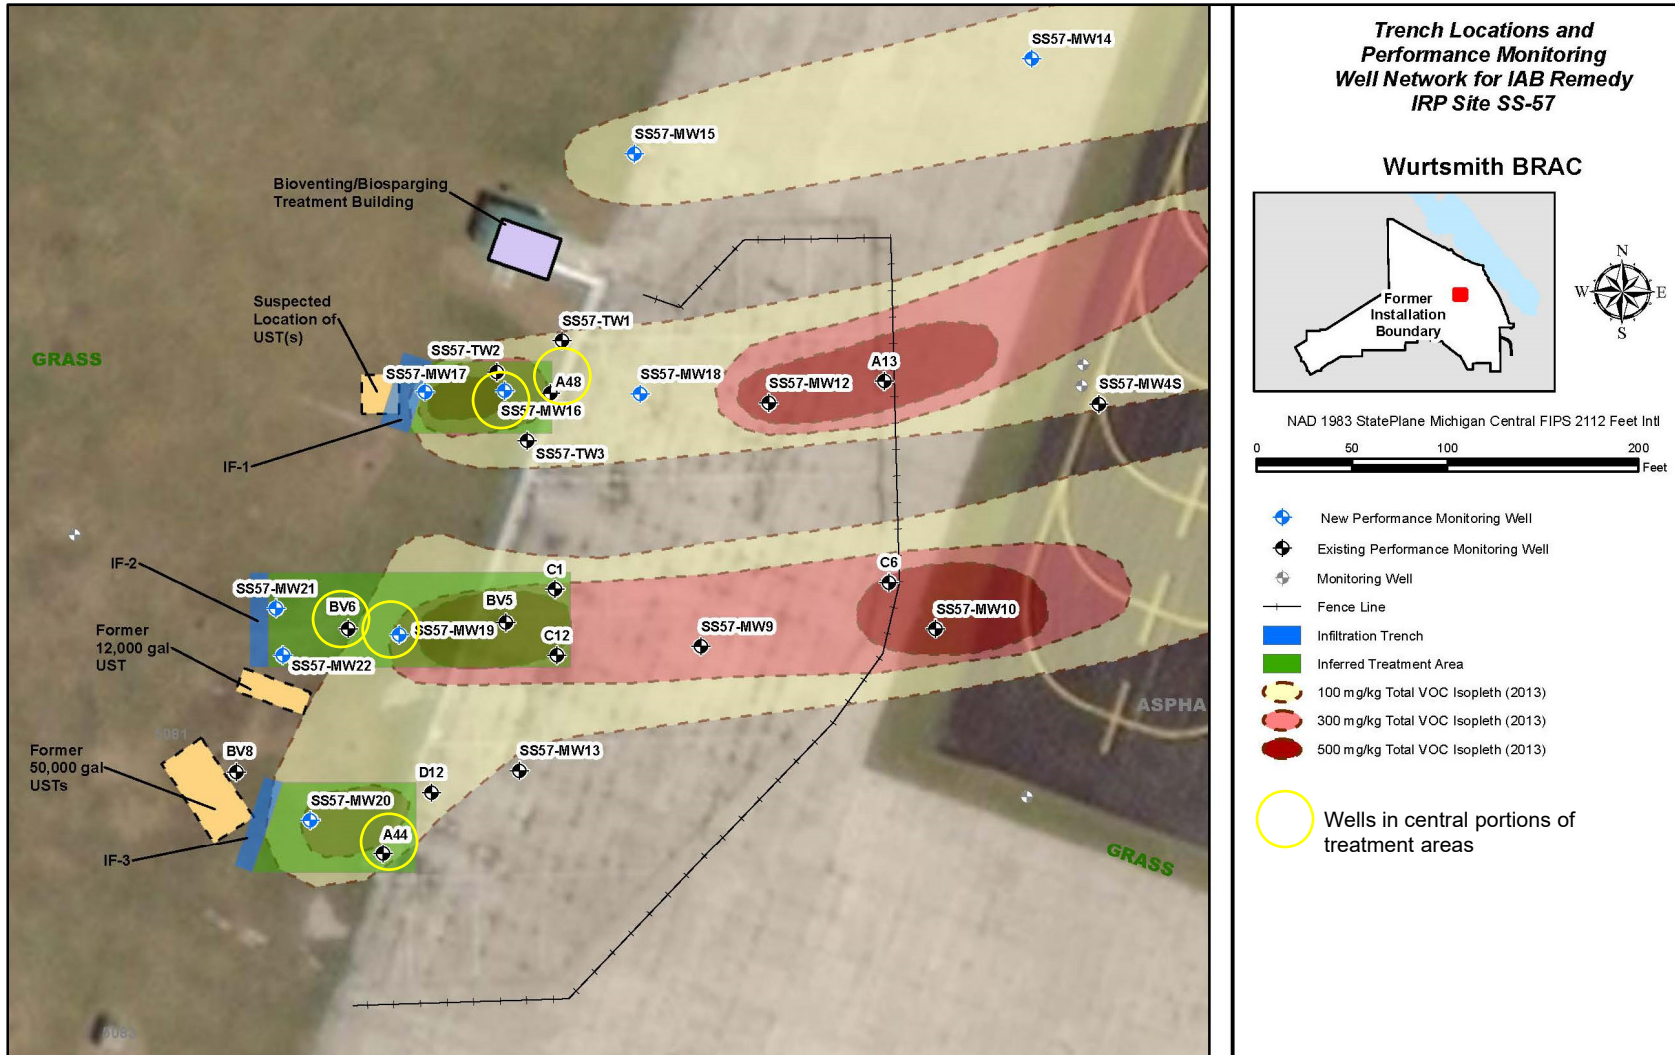 SS57-MW14
SS57-MW15
Bioventing/Biosparging
Treatment Building
Suspected
Location of
UST(s)
GRASS
SS57-TW1
SS57-TW2
SS57-MW17
A48
SS57-MW16
SS57-MW18
SS57-MW12
A13
SS57-MW4S
SS57-TW3
IF-1
IF-2
SS57-MW21
BV6
SS57-MW19
BV5
C1
C12
C6
SS57-MW9
SS57-MW10
Former
12,000 gal
UST
SS57-MW22
ASPHA
Former
50,000 gal
USTs
BV8
SS57-MW13
D12
SS57-MW20
A44
IF-3
GRASS
Trench Locations and
Performance Monitoring
Well Network for IAB Remedy
IRP Site SS-57
Wurtsmith BRAC
Former
Installation
Boundary
N
W
E
S
NAD 1983 StatePlane Michigan Central FIPS 2112 Feet Intl
0 50 100 200
Feet
New Performance Monitoring Well
Existing Performance Monitoring Well
Monitoring Well
Fence Line
Infiltration Trench
Inferred Treatment Area
100 mg/kg Total VOC Isopleth (2013)
300 mg/kg Total VOC Isopleth (2013)
500 mg/kg Total VOC Isopleth (2013)
Wells in central portions of
treatment areas